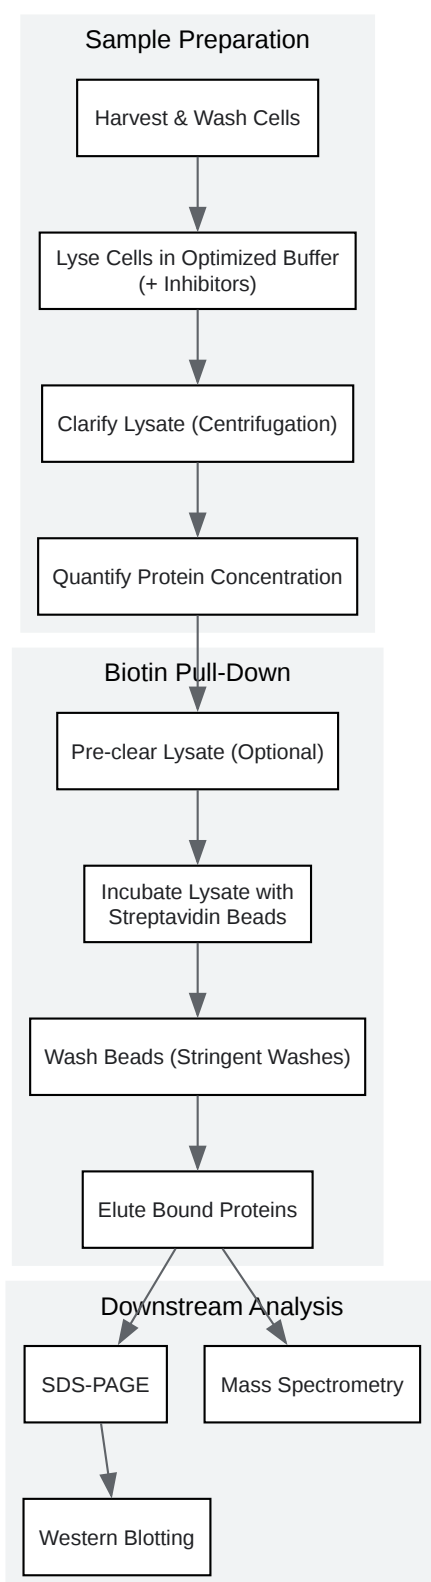 Sample Preparation
Harvest & Wash Cells
Lyse Cells in Optimized Buffer
(+ Inhibitors)
Clarify Lysate (Centrifugation)
Quantify Protein Concentration
Biotin Pull-Down
Pre-clear Lysate (Optional)
Incubate Lysate with
Streptavidin Beads
Wash Beads (Stringent Washes)
Elute Bound Proteins
Downstream Analysis
SDS-PAGE
Mass Spectrometry
Western Blotting